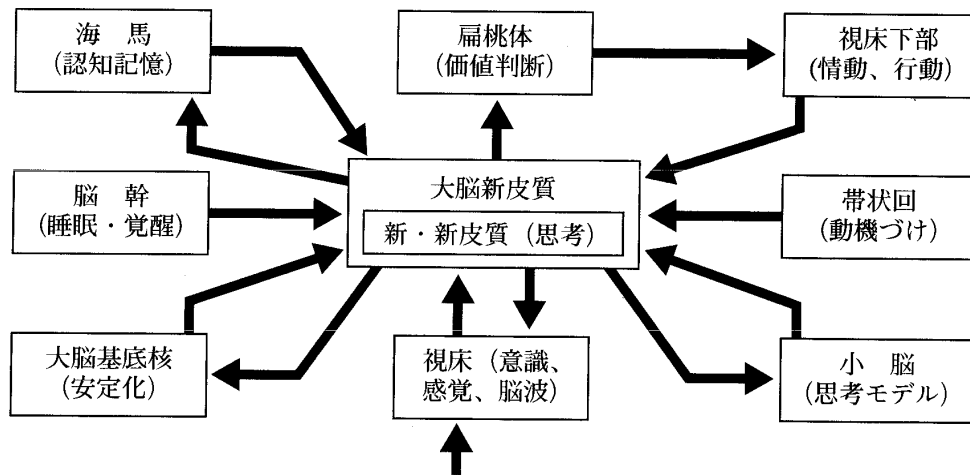 海　馬
(認知記憶)
扁桃体
(価値判断)
視床下部
(情動、行動)
脳　幹
(睡眠・覚醒)
大脳新皮質
新・新皮質（思考）
帯状回
(動機づけ)
大脳基底核
(安定化)
視床（意識、
感覚、脳波）
小　脳
(思考モデル)